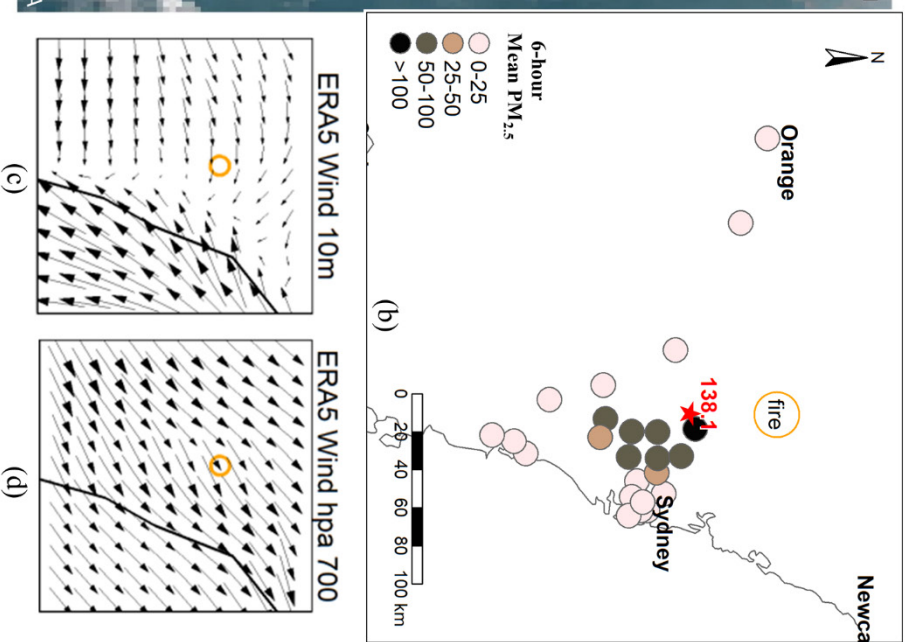 N
Orange
Newca
fire
138.1
Sydney
6-hour
Mean PM2.5
0-25
25-50
50-100
>100
0 20 40 60 80 100 km
(b)
ERA5 Wind 10m
(c)
ERA5 Wind hpa 700
(d)